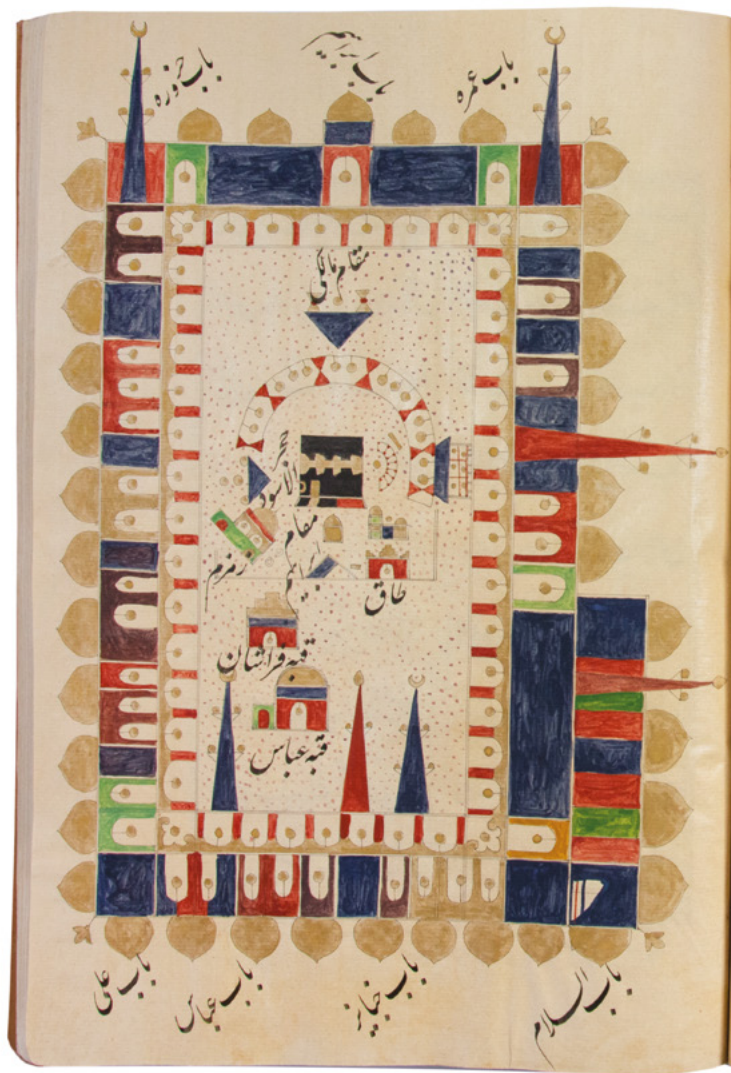 باب عمره
باب ابراهیم
باب حزوره
مقام مالکی
حجر
الاسود
مقام
ابراهیم
زمزم
طاق
قبه فراشان
قبه عباس
باب السلام
باب جنایز
باب عباس
باب علی